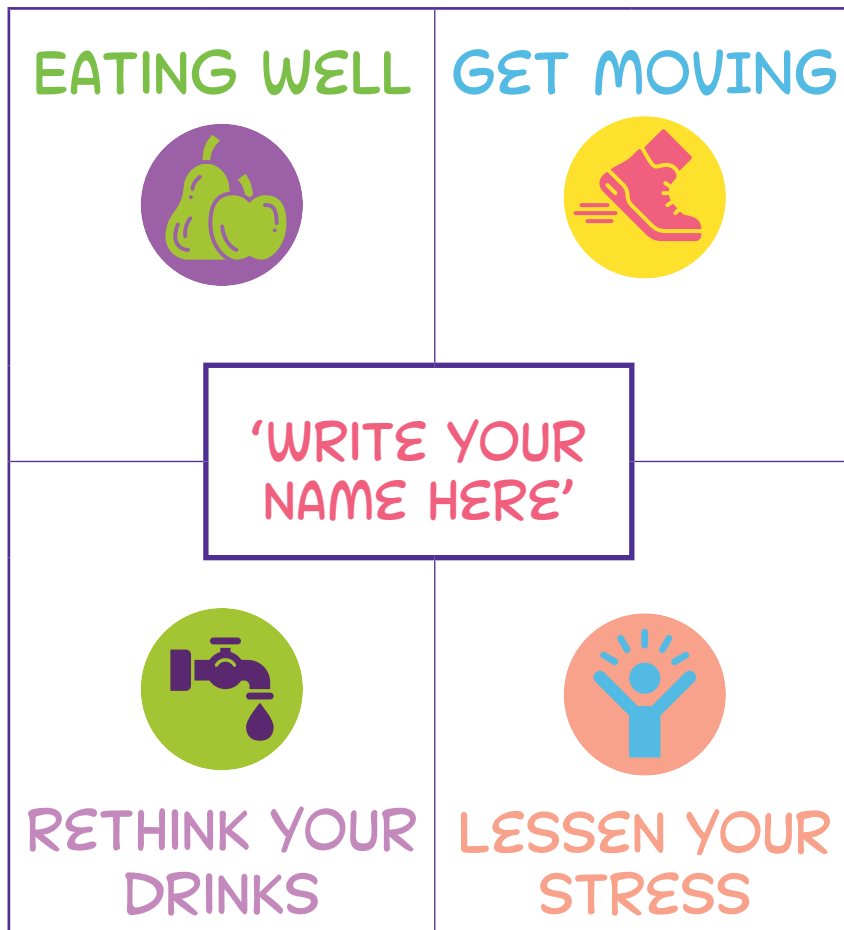 EATING WELL
GET MOVING
‘WRITE YOUR
NAME HERE’
RETHINK YOUR
DRINKS
LESSEN YOUR
STRESS